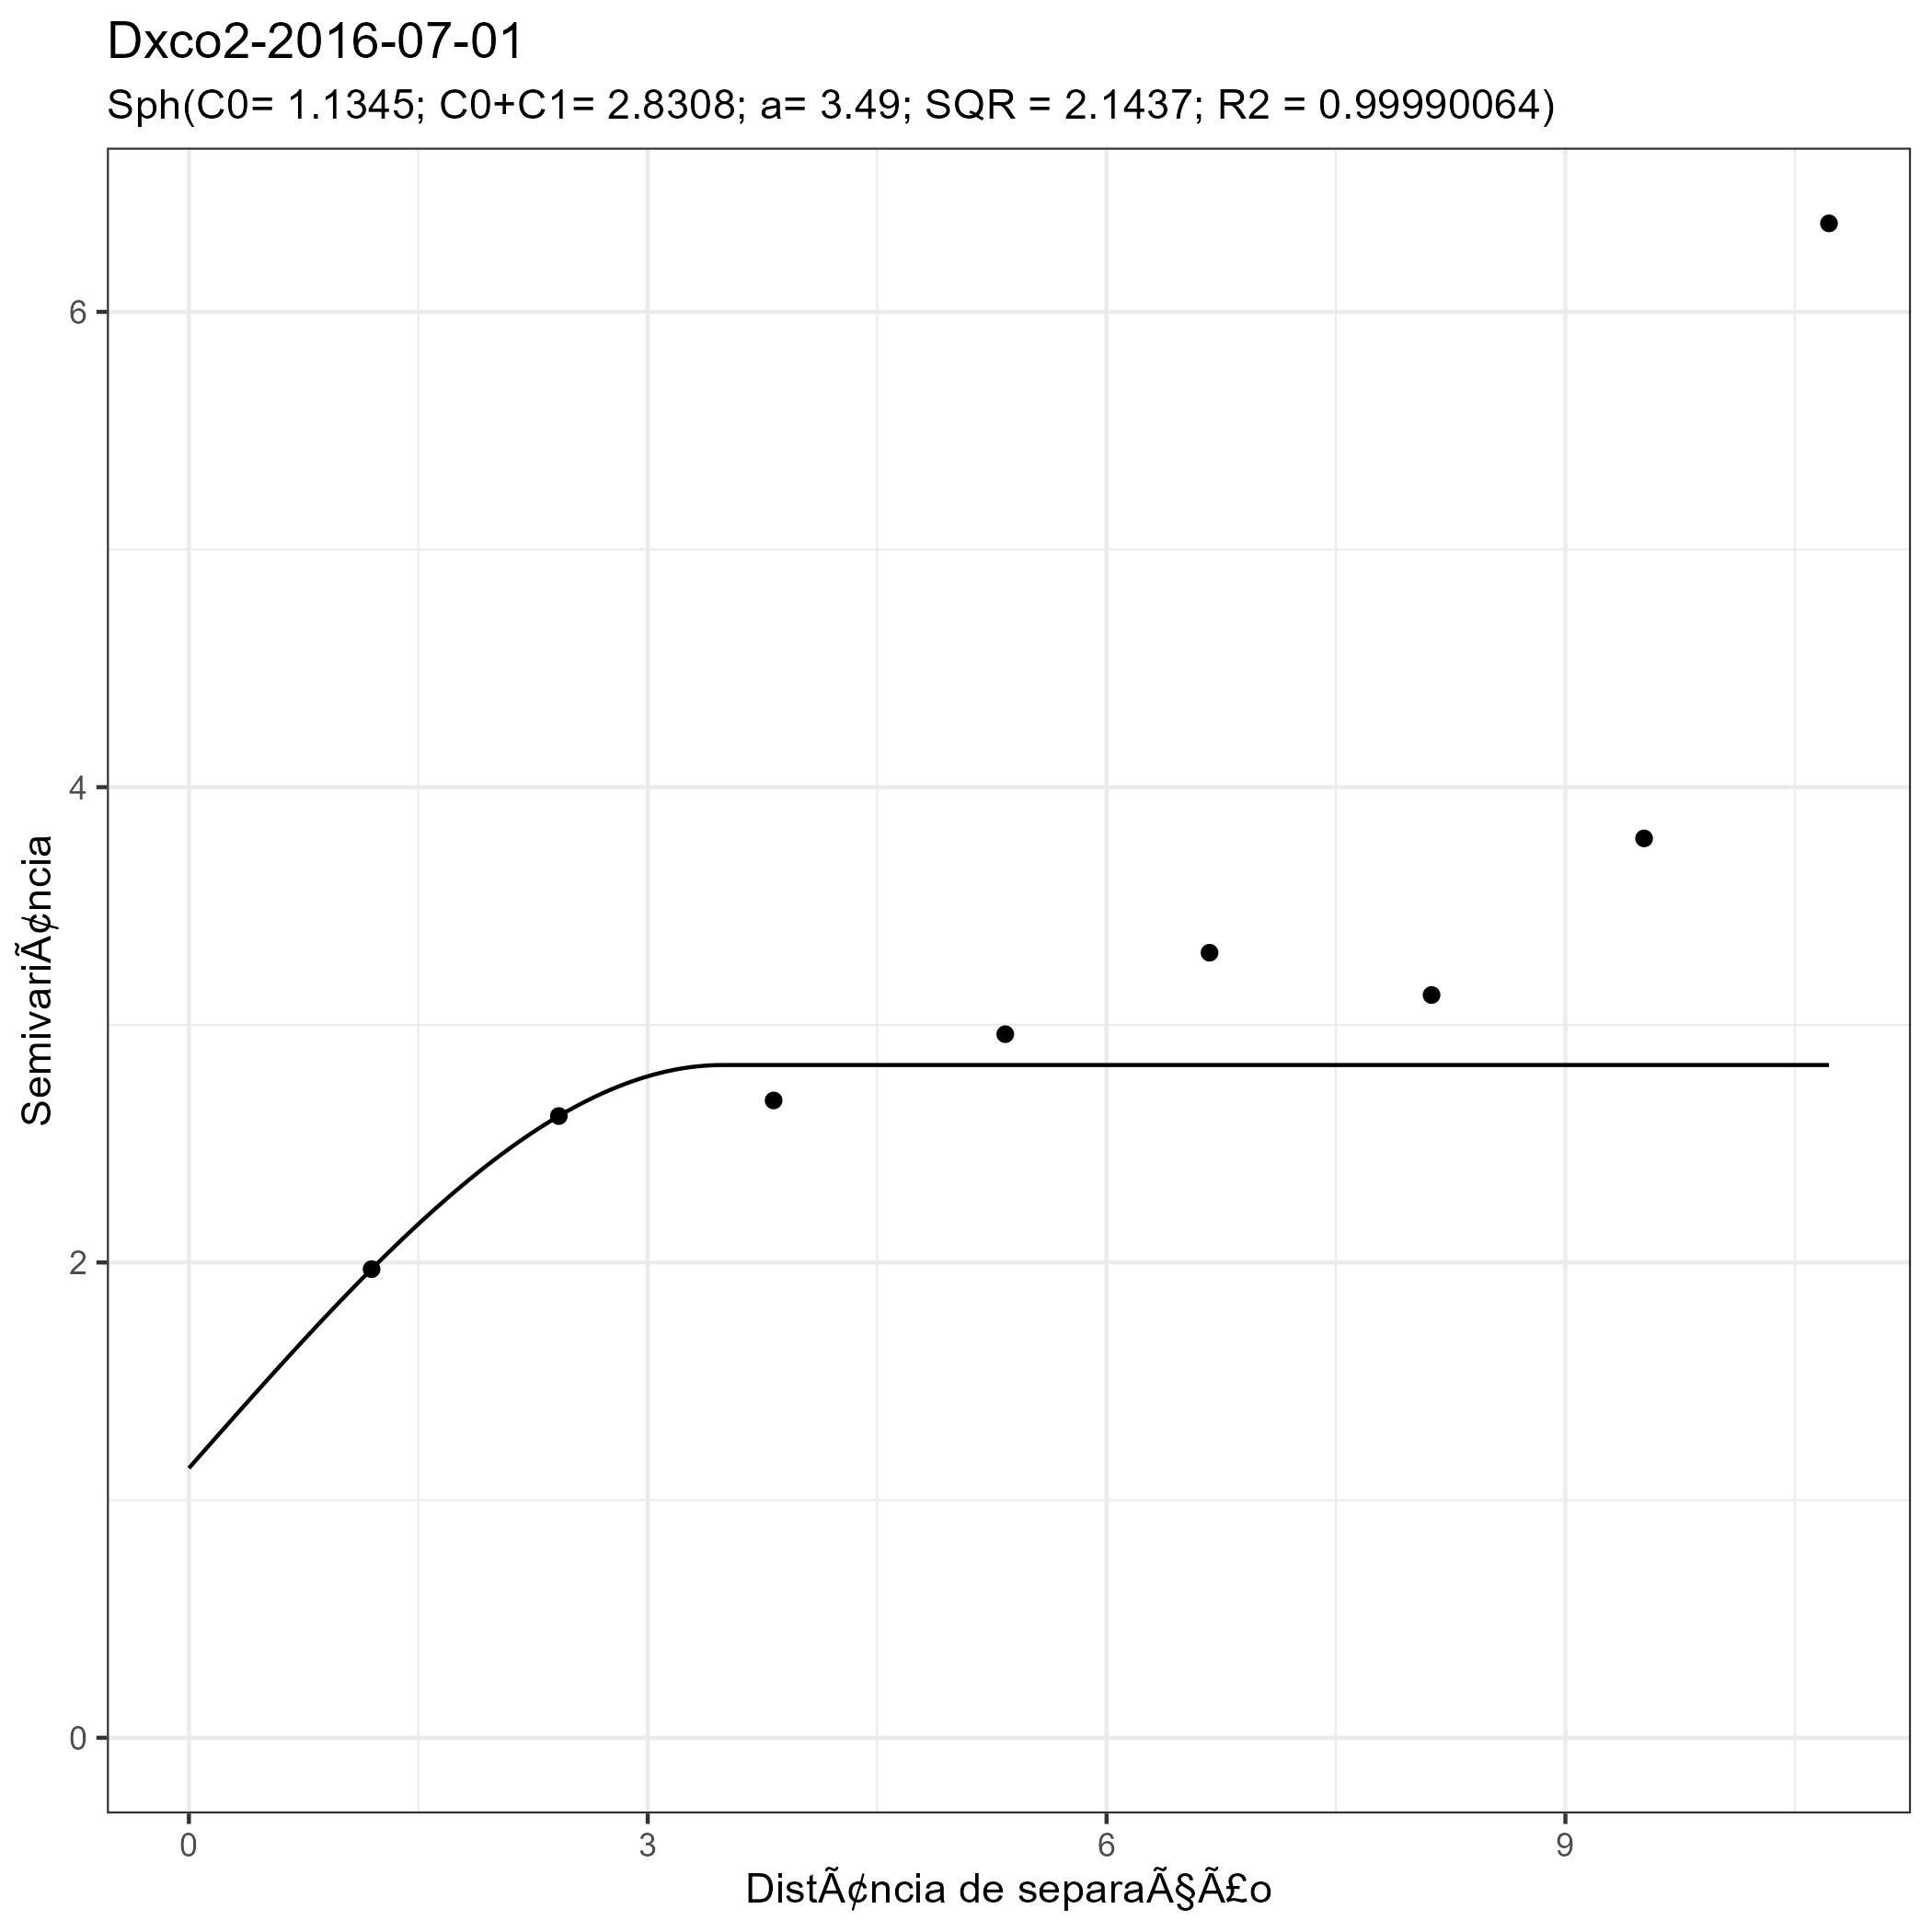 Dxco2-2016-07-01
Sph(C0= 1.1345; C0+C1= 2.8308; a= 3.49; SQR = 2.1437; R2 = 0.99990064)
6
4
2
0
SemivariÃ¢ncia
0 3 6 9
DistÃ¢ncia de separaÃ§Ã£o